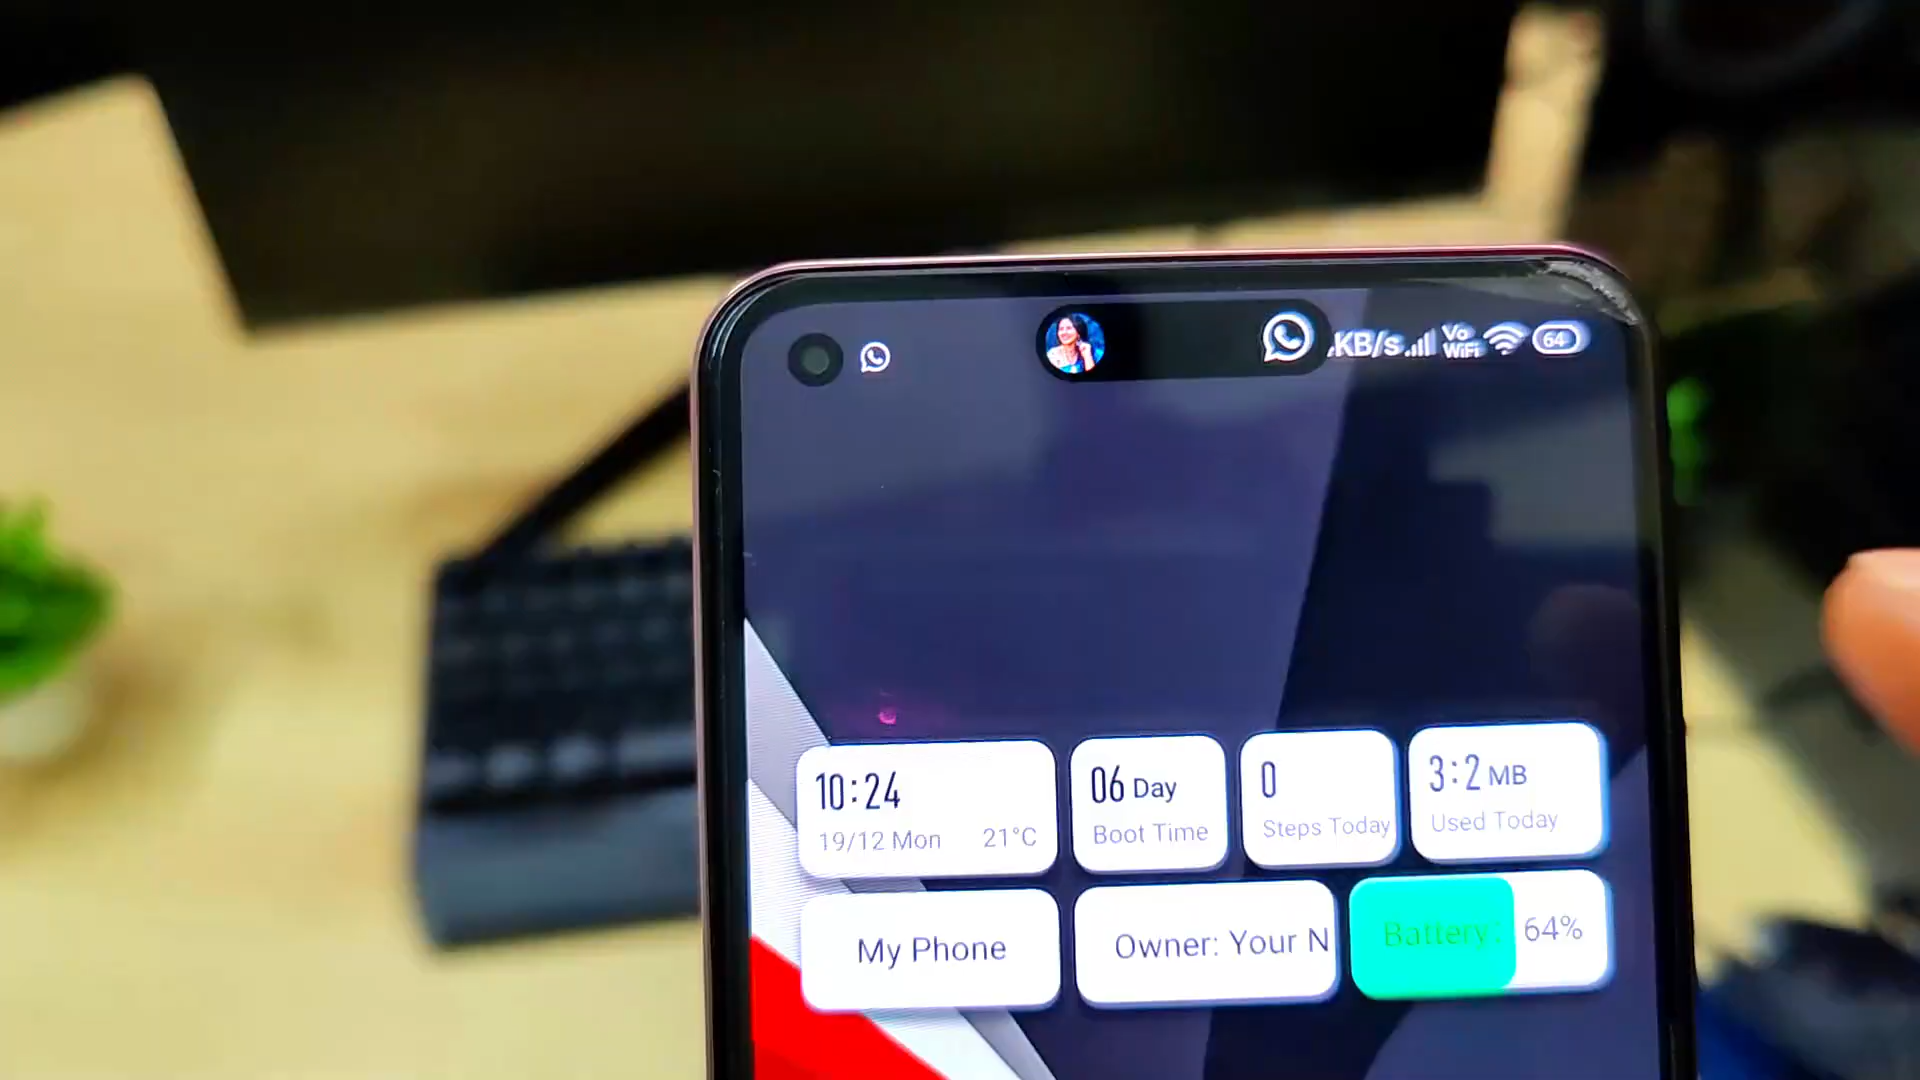 KB/s
Vo
WiFi
64
10:24
19/12 Mon 21°C
06 Day
Boot Time
0
Steps Today
3:2 MB
Used Today
My Phone
Owner: Your N
Battery: 64%